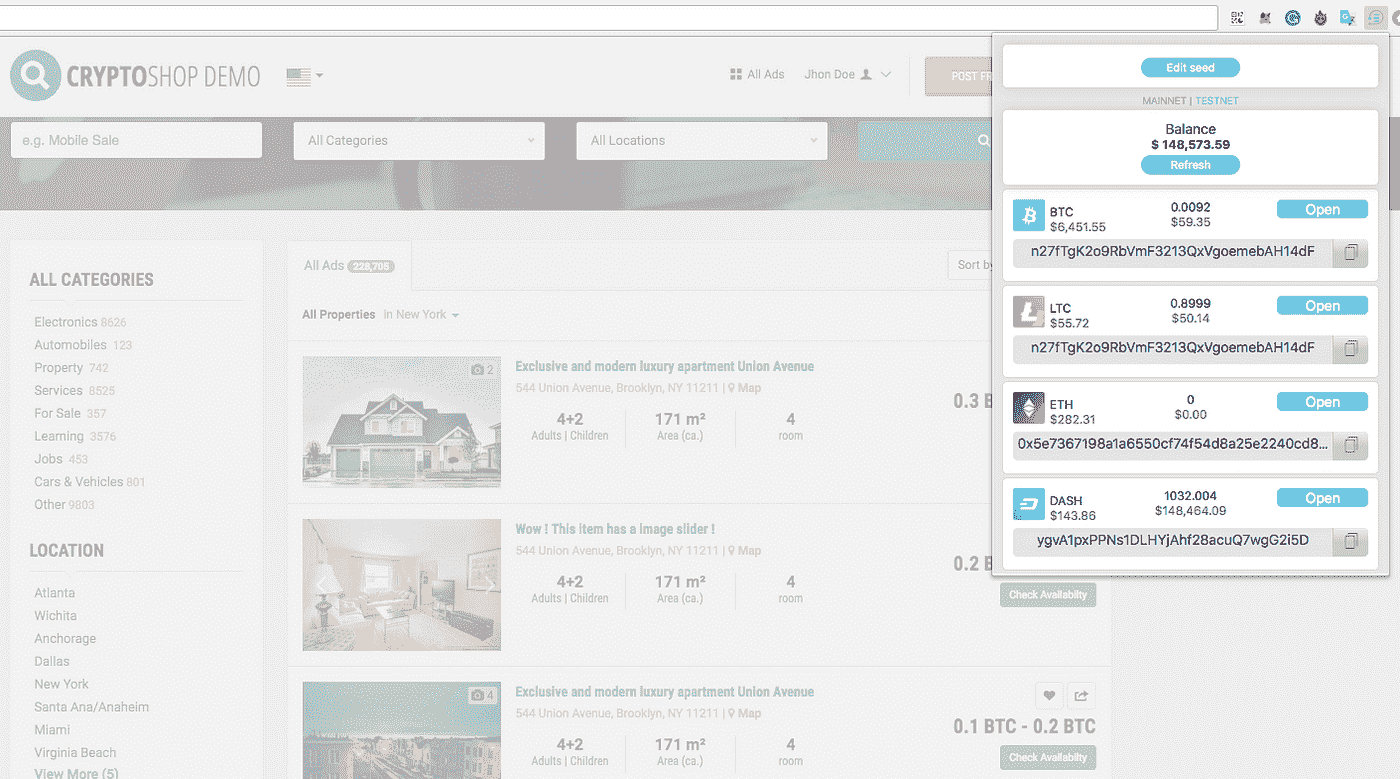 CRYPTOSHOP DEMO
All Ads
Jhon Doe
POST FR
e.g. Mobile Sale
All Categories
All Locations
ALL CATEGORIES
Electronics 8626
Automobiles 123
Property 742
Services 8525
For Sale 357
Learning 3576
Jobs 453
Cars & Vehicles 801
Other 9803
LOCATION
Atlanta
Wichita
Anchorage
Dallas
New York
Santa Ana/Anaheim
Miami
Virginia Beach
View More (5)
All Ads 228,705
Sort by
All Properties In New York
2
Exclusive and modern luxury apartment Union Avenue
544 Union Avenue, Brooklyn, NY 11211 | Map
4+2 171 m² 4
Adults | Children Area (ca.) room
0.3 B
Wow ! This item has a image slider !
544 Union Avenue, Brooklyn, NY 11211 | Map
4+2 171 m² 4
Adults | Children Area (ca.) room
0.2 B
Check Availabilty
4
Exclusive and modern luxury apartment Union Avenue
544 Union Avenue, Brooklyn, NY 11211 | Map
4+2 171 m² 4
Adults | Children Area (ca.) room
0.1 BTC - 0.2 BTC
Check Availabilty
Edit seed
MAINNET | TESTNET
Balance
$ 148,573.59
Refresh
BTC 0.0092 Open
$6,451.55 $59.35
n27fTgK2o9RbVmF3213QxVgoemebAH14dF
LTC 0.8999 Open
$55.72 $50.14
n27fTgK2o9RbVmF3213QxVgoemebAH14dF
ETH 0 Open
$282.31 $0.00
0x5e7367198a1a6550cf74f54d8a25e2240cd8...
DASH 1032.004 Open
$143.86 $148,464.09
ygvA1pxPPNs1DLHYjAhf28acuQ7wgG2i5D